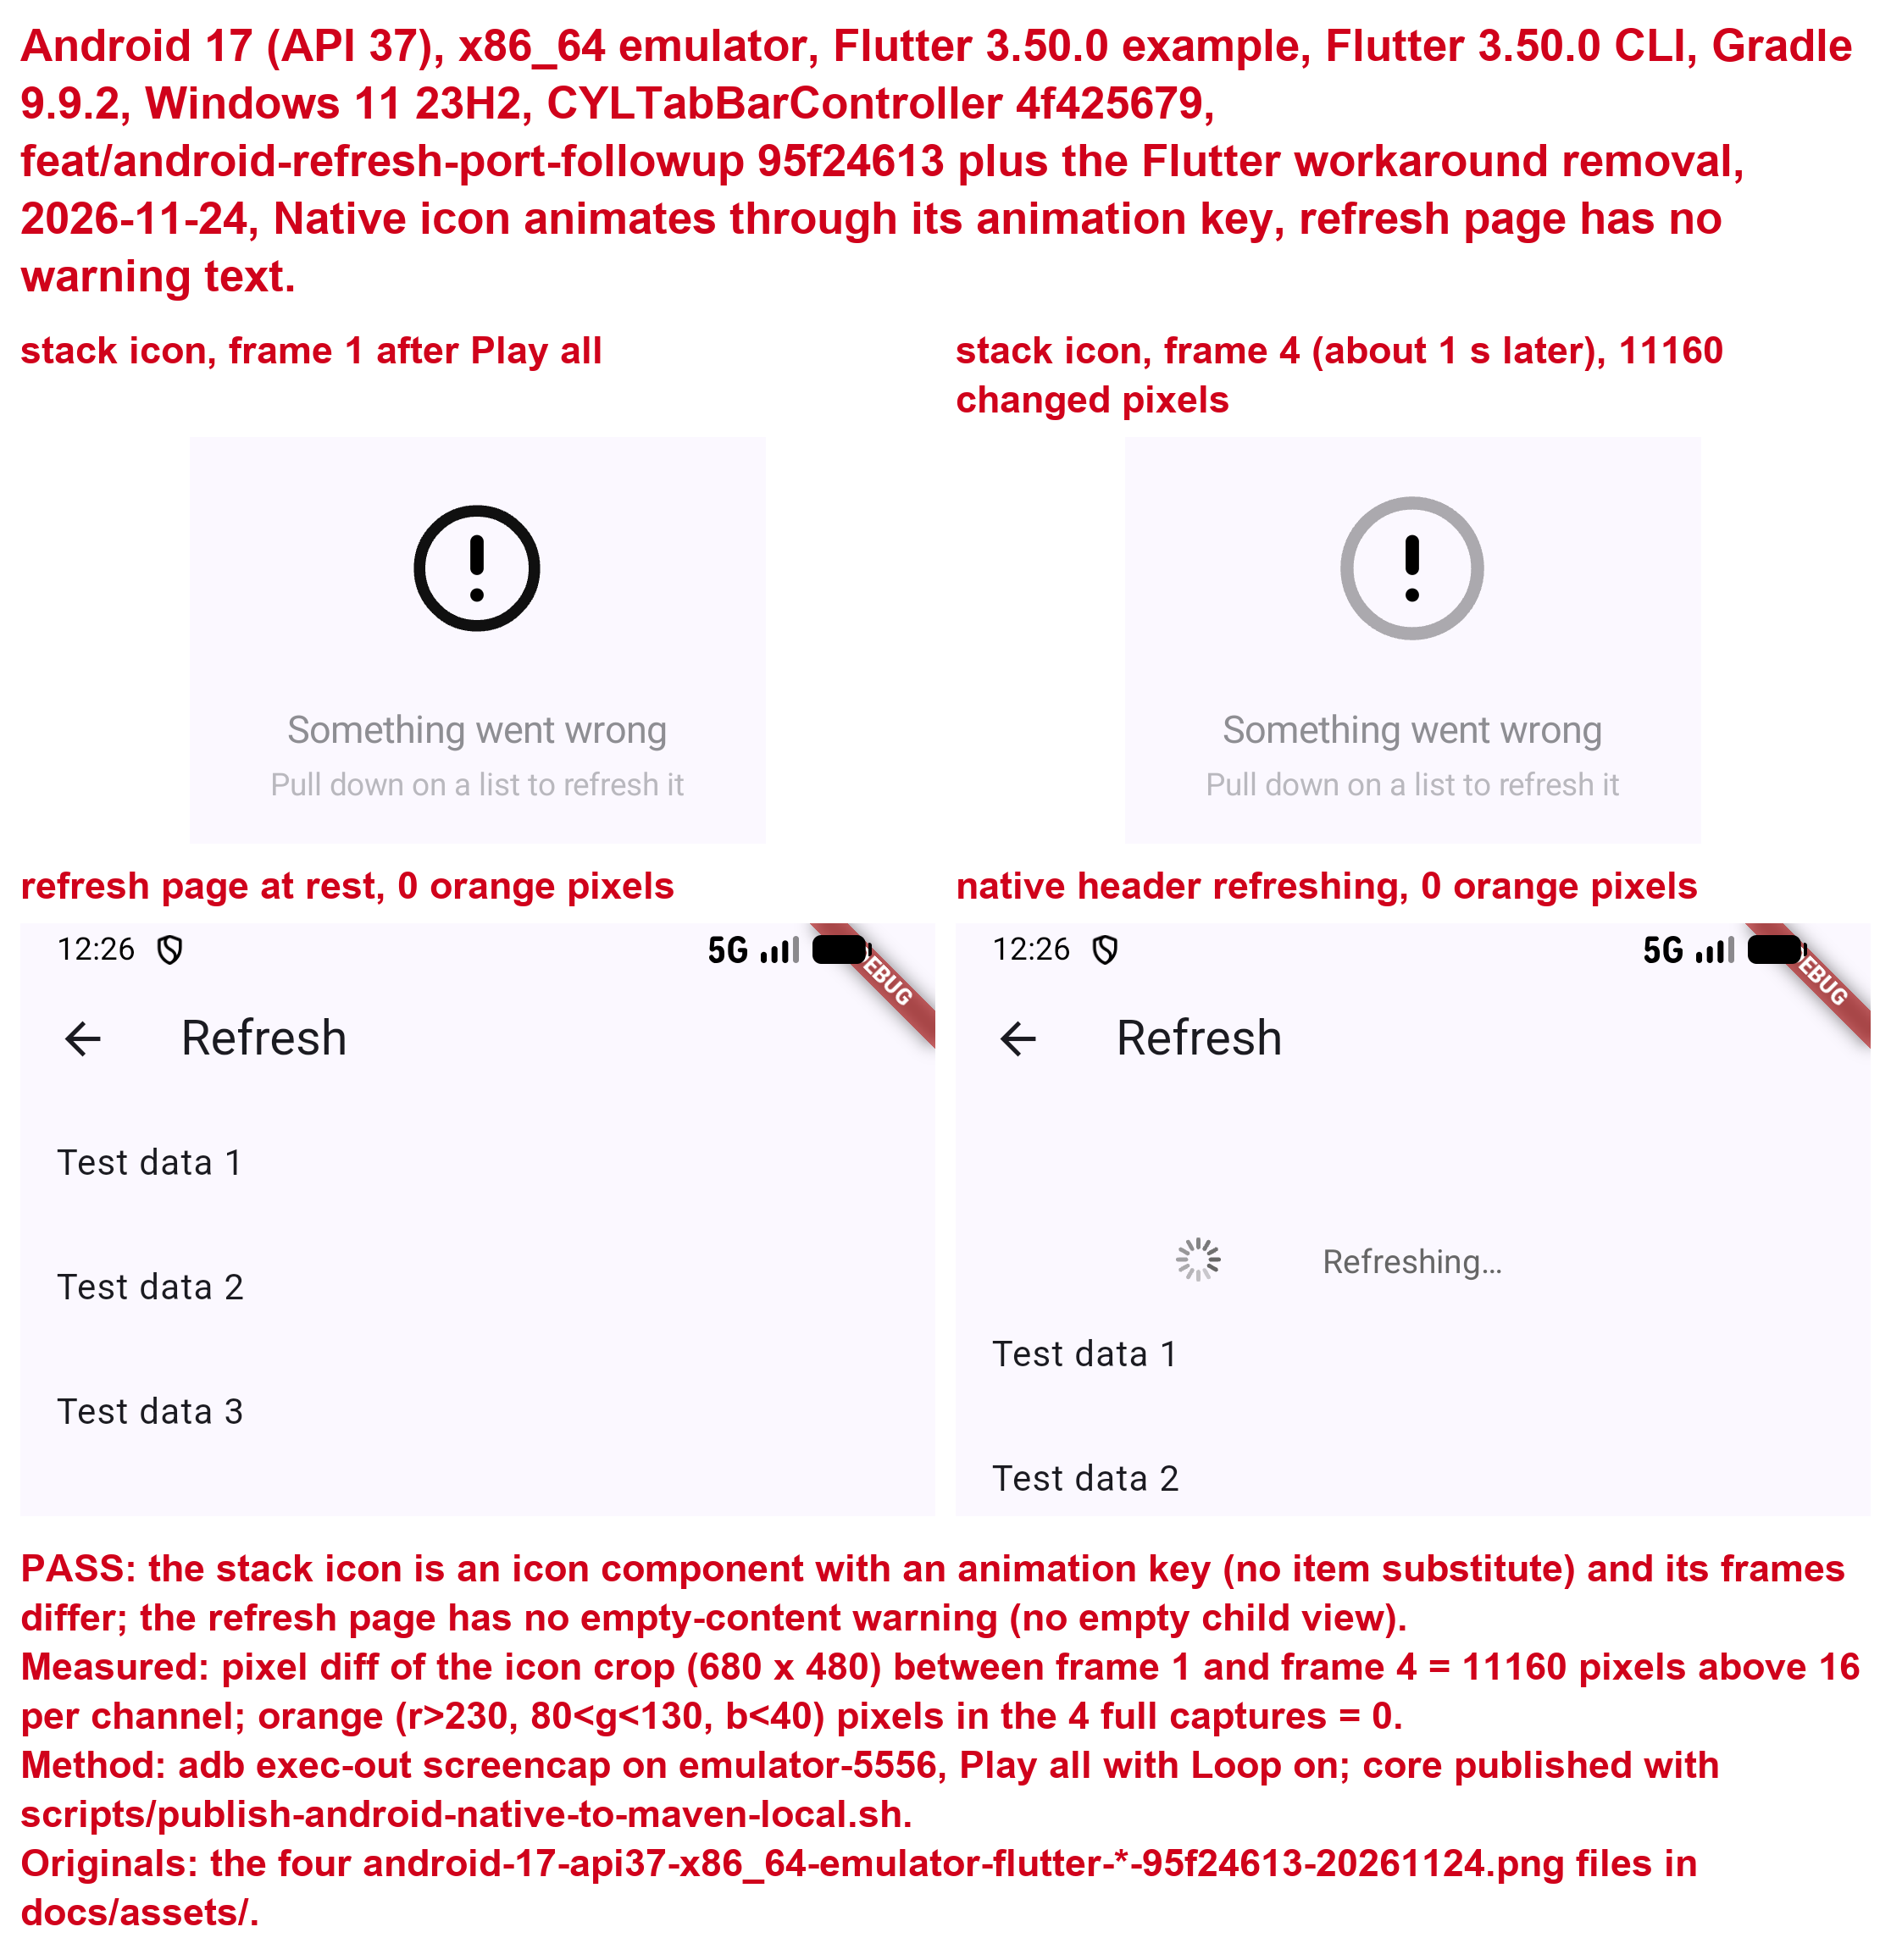 Android 17 (API 37), x86_64 emulator, Flutter 3.50.0 example, Flutter 3.50.0 CLI, Gradle
9.9.2, Windows 11 23H2, CYLTabBarController 4f425679,
feat/android-refresh-port-followup 95f24613 plus the Flutter workaround removal,
2026-11-24, Native icon animates through its animation key, refresh page has no
warning text.
stack icon, frame 1 after Play all
stack icon, frame 4 (about 1 s later), 11160
changed pixels
Something went wrong
Pull down on a list to refresh it
Something went wrong
Pull down on a list to refresh it
refresh page at rest, 0 orange pixels
native header refreshing, 0 orange pixels
12:26 5G
EBUG
Refresh
Test data 1
Test data 2
Test data 3
12:26 5G
EBUG
Refresh
Refreshing...
Test data 1
Test data 2
PASS: the stack icon is an icon component with an animation key (no item substitute) and its frames
differ; the refresh page has no empty-content warning (no empty child view).
Measured: pixel diff of the icon crop (680 x 480) between frame 1 and frame 4 = 11160 pixels above 16
per channel; orange (r>230, 80<g<130, b<40) pixels in the 4 full captures = 0.
Method: adb exec-out screencap on emulator-5556, Play all with Loop on; core published with
scripts/publish-android-native-to-maven-local.sh.
Originals: the four android-17-api37-x86_64-emulator-flutter-*-95f24613-20261124.png files in
docs/assets/.